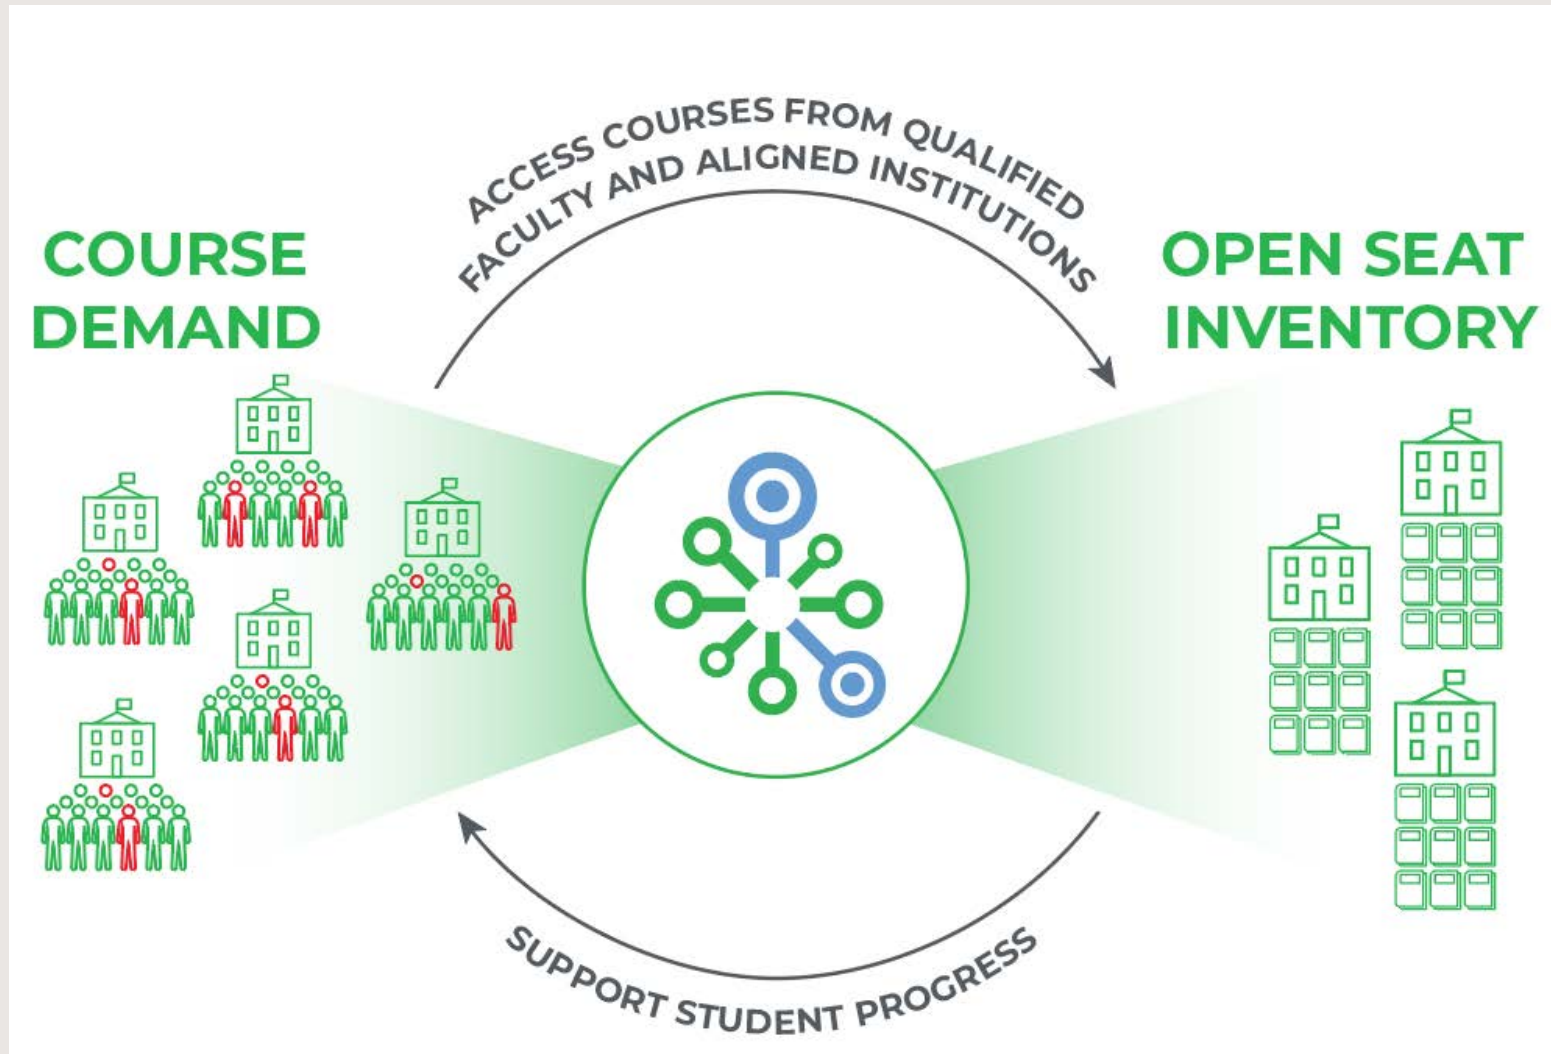 ACCESS COURSES FROM QUALIFIED
FACULTY AND ALIGNED INSTITUTIONS
COURSE
DEMAND
OPEN SEAT
INVENTORY
SUPPORT STUDENT PROGRESS